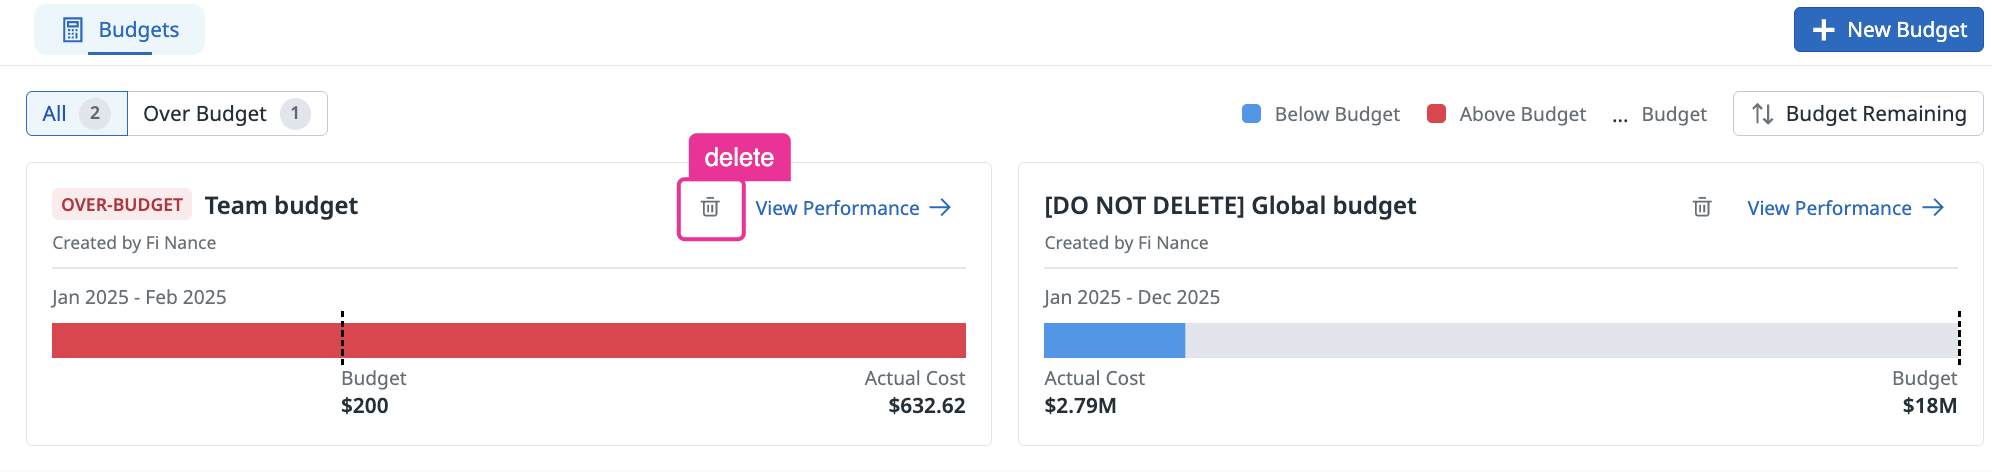 Budgets
New Budget
All 2 Over Budget 1
Below Budget Above Budget ... Budget Budget Remaining
delete
OVER-BUDGET Team budget View Performance →
Created by Fi Nance
Jan 2025 - Feb 2025
Budget Actual Cost
$200 $632.62
[DO NOT DELETE] Global budget View Performance →
Created by Fi Nance
Jan 2025 - Dec 2025
Actual Cost Budget
$2.79M $18M